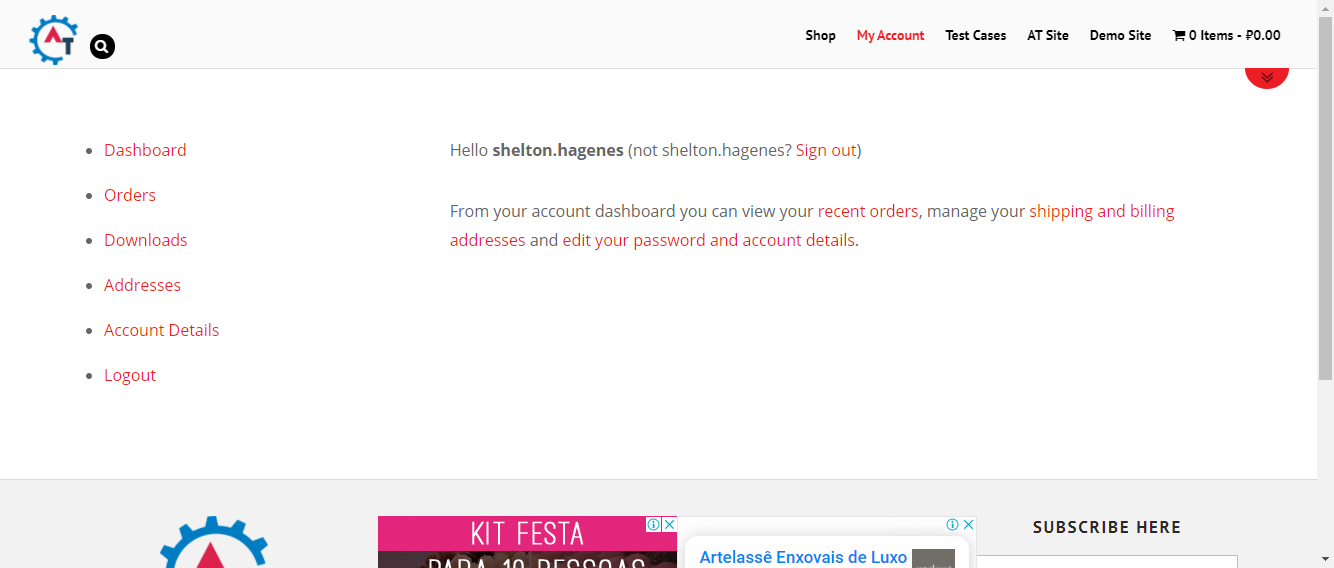 AT
Shop
My Account
Test Cases
AT Site
Demo Site
0 Items - ₽0.00
Dashboard
Orders
Downloads
Addresses
Account Details
Logout
Hello shelton.hagenes (not shelton.hagenes? Sign out)
From your account dashboard you can view your recent orders, manage your shipping and billing
addresses and edit your password and account details.
KIT FESTA
PARA 10 PESSOAS
Artelassê Enxovais de Luxo
SUBSCRIBE HERE